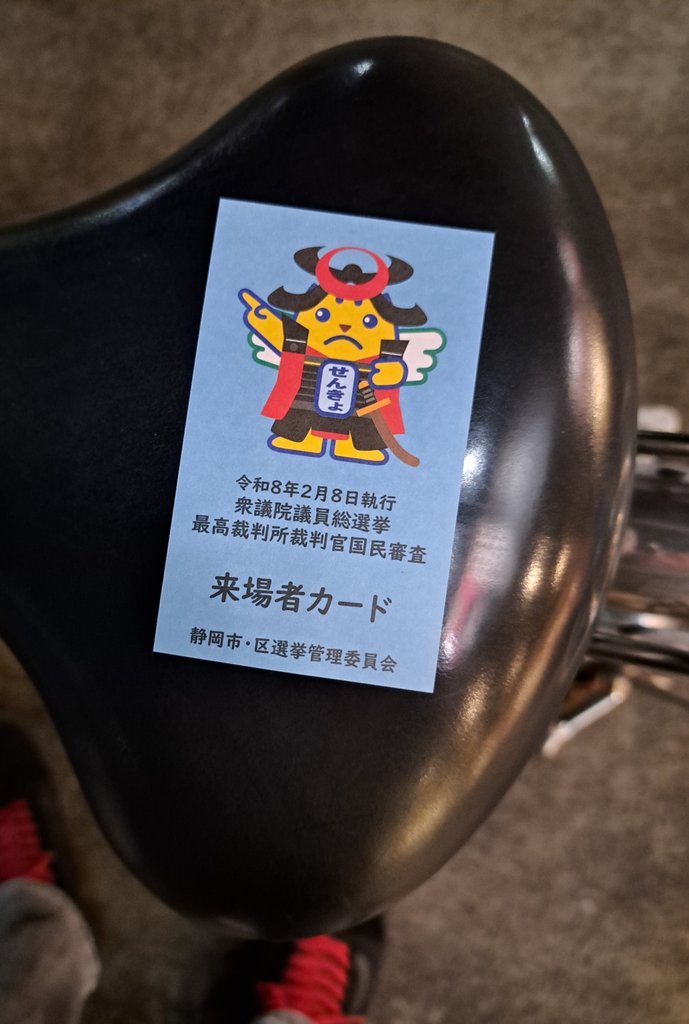 せんきょ
令和8年2月8日執行
衆議院議員総選挙
最高裁判所裁判官国民審査
来場者カード
静岡市・区選挙管理委員会